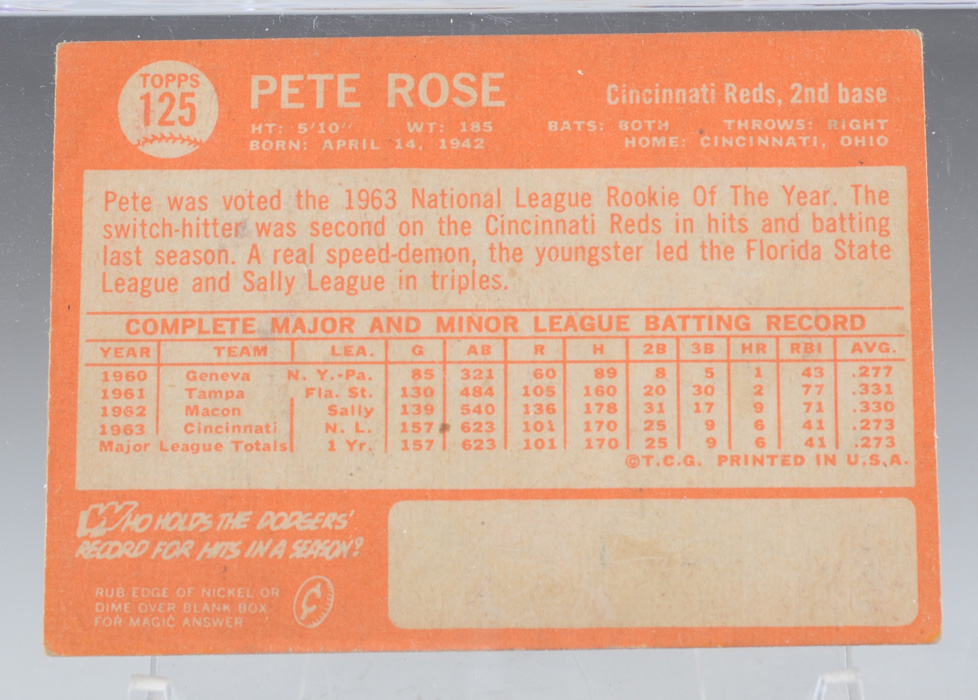 TOPPS
125
PETE ROSE
Cincinnati Reds, 2nd base
HT: 5'10" WT: 185 BATS: BOTH THROWS: RIGHT
BORN: APRIL 14, 1942 HOME: CINCINNATI, OHIO
Pete was voted the 1963 National League Rookie Of The Year. The
switch-hitter was second on the Cincinnati Reds in hits and batting
last season. A real speed-demon, the youngster led the Florida State
League and Sally League in triples.
COMPLETE MAJOR AND MINOR LEAGUE BATTING RECORD
YEAR TEAM LEA. G AB R H 2B 3B HR RBI AVG.
1960 Geneva N. Y.-Pa. 85 321 60 89 8 5 1 43 .277
1961 Tampa Fla. St. 130 484 105 160 20 30 2 77 .331
1962 Macon Sally 139 540 136 178 31 17 9 71 .330
1963 Cincinnati N. L. 157 623 101 170 25 9 6 41 .273
Major League Totals 1 Yr. 157 623 101 170 25 9 6 41 .273
©T.C.G. PRINTED IN U.S.A.
WHO HOLDS THE DODGERS'
RECORD FOR HITS IN A SEASON?
RUB EDGE OF NICKEL OR
DIME OVER BLANK BOX
FOR MAGIC ANSWER
¢